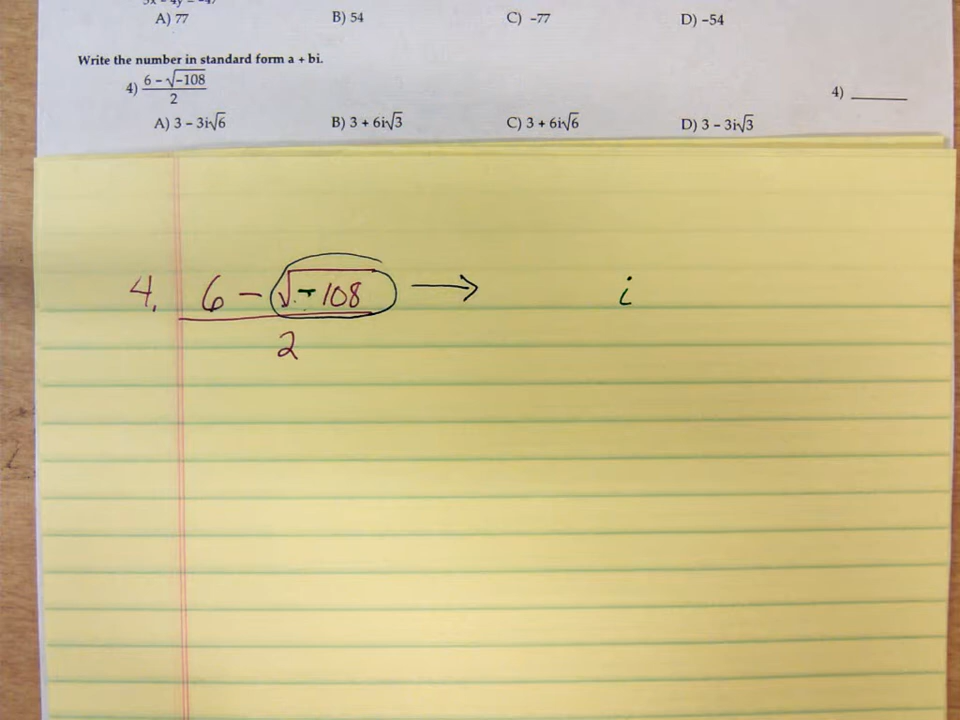 A) 77 B) 54 C) -77 D) -54
Write the number in standard form a + bi.
4) (6 - √-108)/2 4) ______
A) 3 - 3i√6 B) 3 + 6i√3 C) 3 + 6i√6 D) 3 - 3i√3
4. 6 - √-108 → i
2